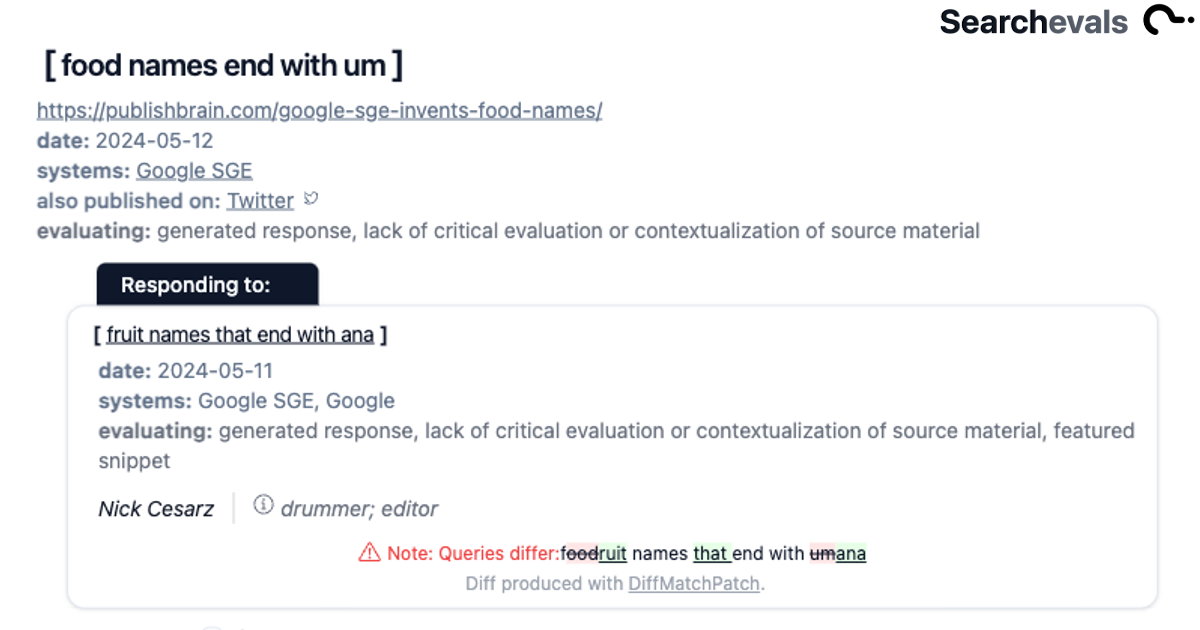 Searchevals
[ food names end with um ]
https://publishbrain.com/google-sge-invents-food-names/
date: 2024-05-12
systems: Google SGE
also published on: Twitter
evaluating: generated response, lack of critical evaluation or contextualization of source material
Responding to:
[ fruit names that end with ana ]
date: 2024-05-11
systems: Google SGE, Google
evaluating: generated response, lack of critical evaluation or contextualization of source material, featured
snippet
Nick Cesarz drummer; editor
Note: Queries differ:foodruit names that end with umana
Diff produced with DiffMatchPatch.